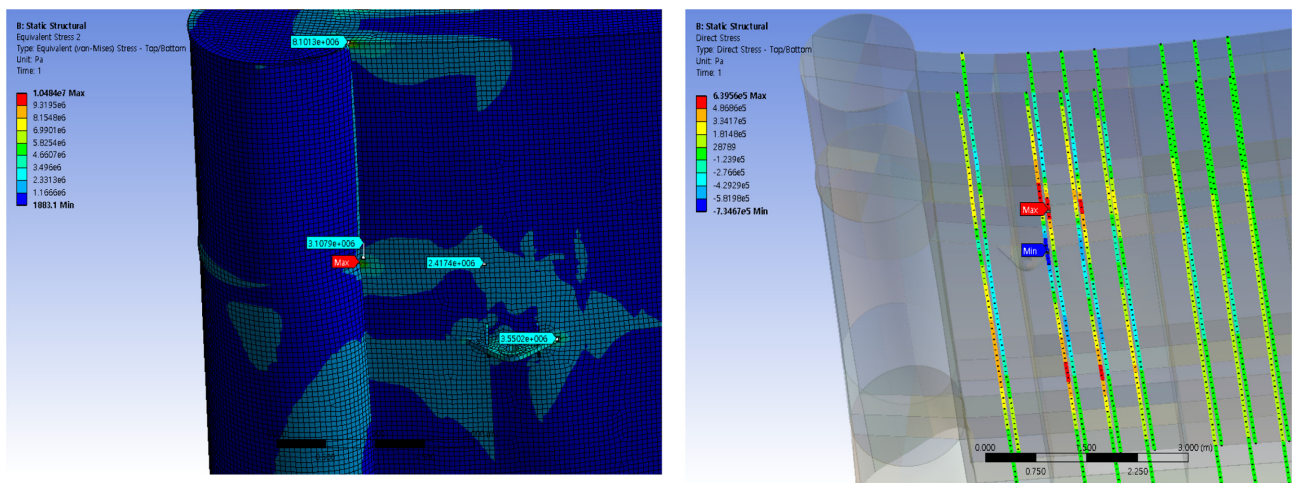 B: Static Structural
Equivalent Stress 2
Type: Equivalent (von-Mises) Stress - Top/Bottom
Unit: Pa
Time: 1
1.0484e7 Max
9.3195e6
8.1548e6
6.9901e6
5.8254e6
4.6607e6
3.496e6
2.3313e6
1.1666e6
1883.1 Min
8.1013e+006
3.1079e+006
Max
2.4174e+006
3.5502e+006
B: Static Structural
Direct Stress
Type: Direct Stress - Top/Bottom
Unit: Pa
Time: 1
6.3956e5 Max
4.8686e5
3.3417e5
1.8148e5
28789
-1.239e5
-2.766e5
-4.2929e5
-5.8198e5
-7.3467e5 Min
Max
Min
0.000
1.500
3.000 (m)
0.750
2.250